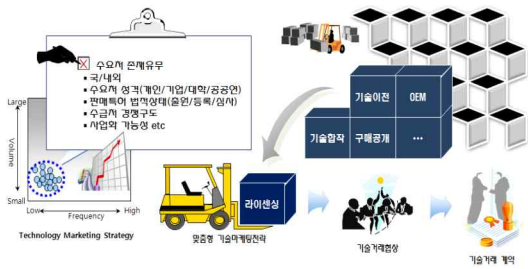 수요처 존재유무
▪ 국/내외
▪ 수요처 성격(개인/기업/대학/공공연)
▪ 판매특허 법적상태(출원/등록/심사)
▪ 수급처 경쟁구도
▪ 사업화 가능성 etc
Large
Volume
Small
Low
Frequency
High
Technology Marketing Strategy
기술이전
OEM
기술합작
구매공개
...
라이센싱
맞춤형 기술마케팅전략
기술거래협상
기술거래 계약